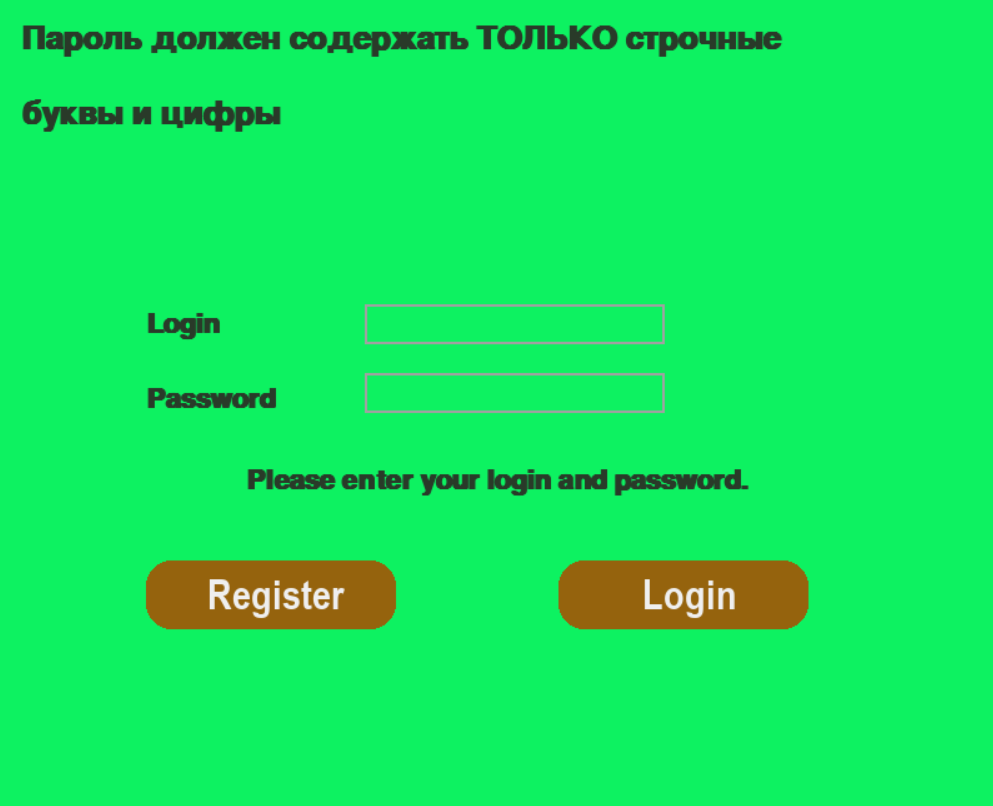 Пароль должен содержать ТОЛЬКО строчные
буквы и цифры
Login
Password
Please enter your login and password.
Register
Login